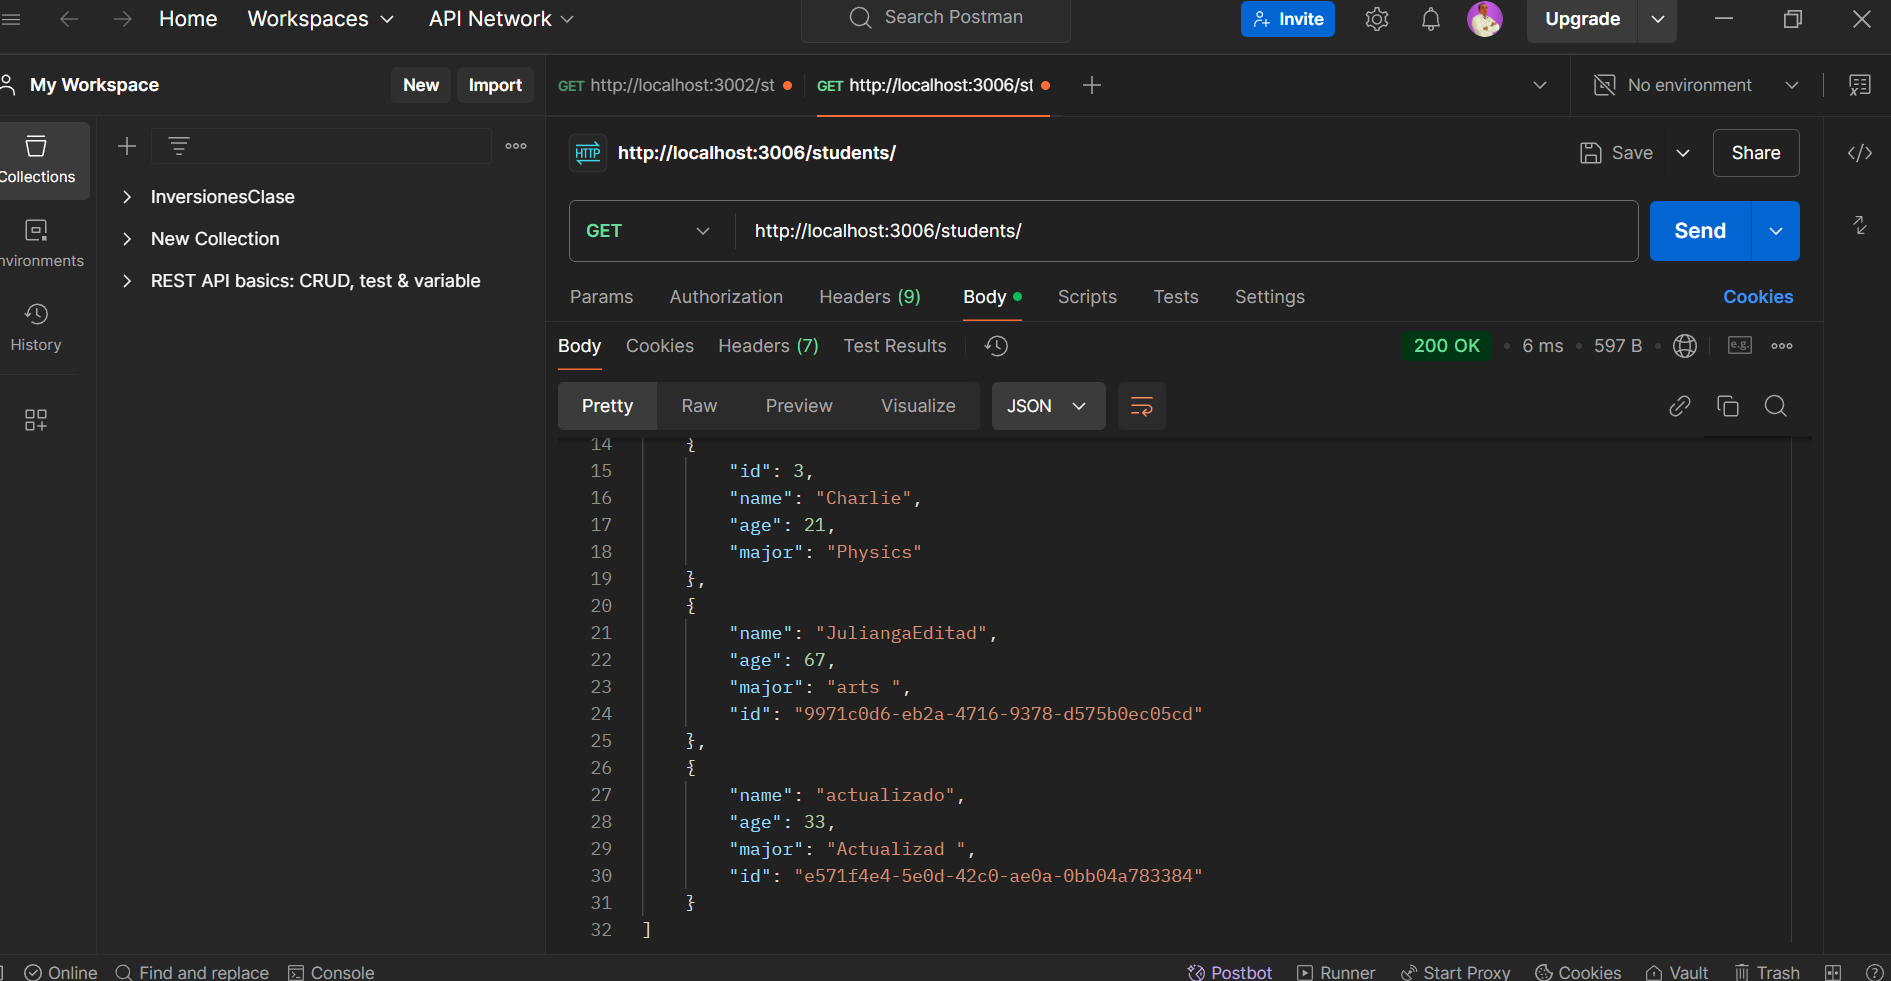 Home Workspaces API Network Search Postman Invite Upgrade
My Workspace New Import GET http://localhost:3002/st GET http://localhost:3006/st No environment
Collections
nvironments
History
InversionesClase
New Collection
REST API basics: CRUD, test & variable
HTTP http://localhost:3006/students/ Save Share
GET http://localhost:3006/students/ Send
Params Authorization Headers (9) Body Scripts Tests Settings Cookies
Body Cookies Headers (7) Test Results 200 OK 6 ms 597 B e.g.
Pretty Raw Preview Visualize JSON
14 {
15 "id": 3,
16 "name": "Charlie",
17 "age": 21,
18 "major": "Physics"
19 },
20 {
21 "name": "JuliangaEditad",
22 "age": 67,
23 "major": "arts ",
24 "id": "9971c0d6-eb2a-4716-9378-d575b0ec05cd"
25 },
26 {
27 "name": "actualizado",
28 "age": 33,
29 "major": "Actualizad ",
30 "id": "e571f4e4-5e0d-42c0-ae0a-0bb04a783384"
31 }
32 ]
Online Find and replace Console Postbot Runner Start Proxy Cookies Vault Trash